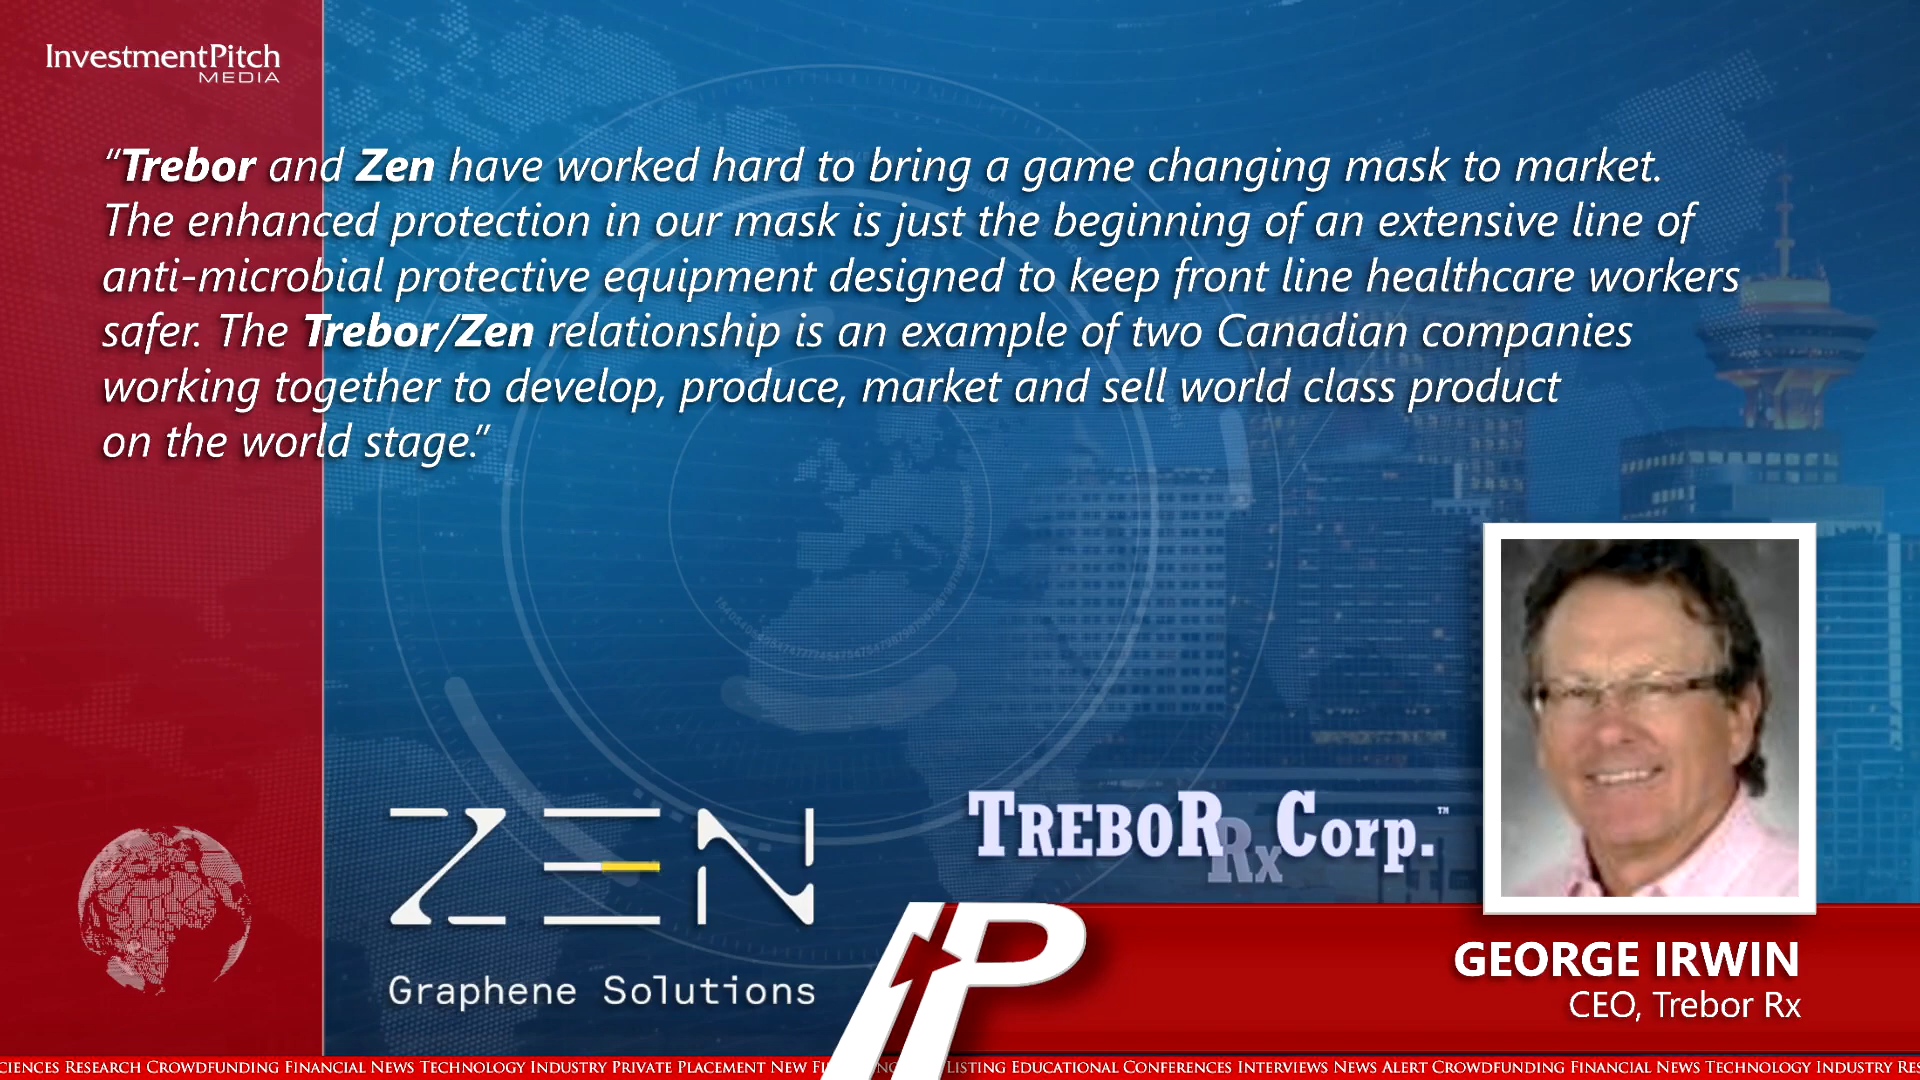 InvestmentPitch
MEDIA
“Trebor and Zen have worked hard to bring a game changing mask to market.
The enhanced protection in our mask is just the beginning of an extensive line of
anti-microbial protective equipment designed to keep front line healthcare workers
safer. The Trebor/Zen relationship is an example of two Canadian companies
working together to develop, produce, market and sell world class product
on the world stage.”
ZEN
Graphene Solutions
TREBOR Rx Corp.™
IP
GEORGE IRWIN
CEO, Trebor Rx
CIENCES RESEARCH CROWDFUNDING FINANCIAL NEWS TECHNOLOGY INDUSTRY PRIVATE PLACEMENT NEW LISTING EDUCATIONAL CONFERENCES INTERVIEWS NEWS ALERT CROWDFUNDING FINANCIAL NEWS TECHNOLOGY INDUSTRY RES